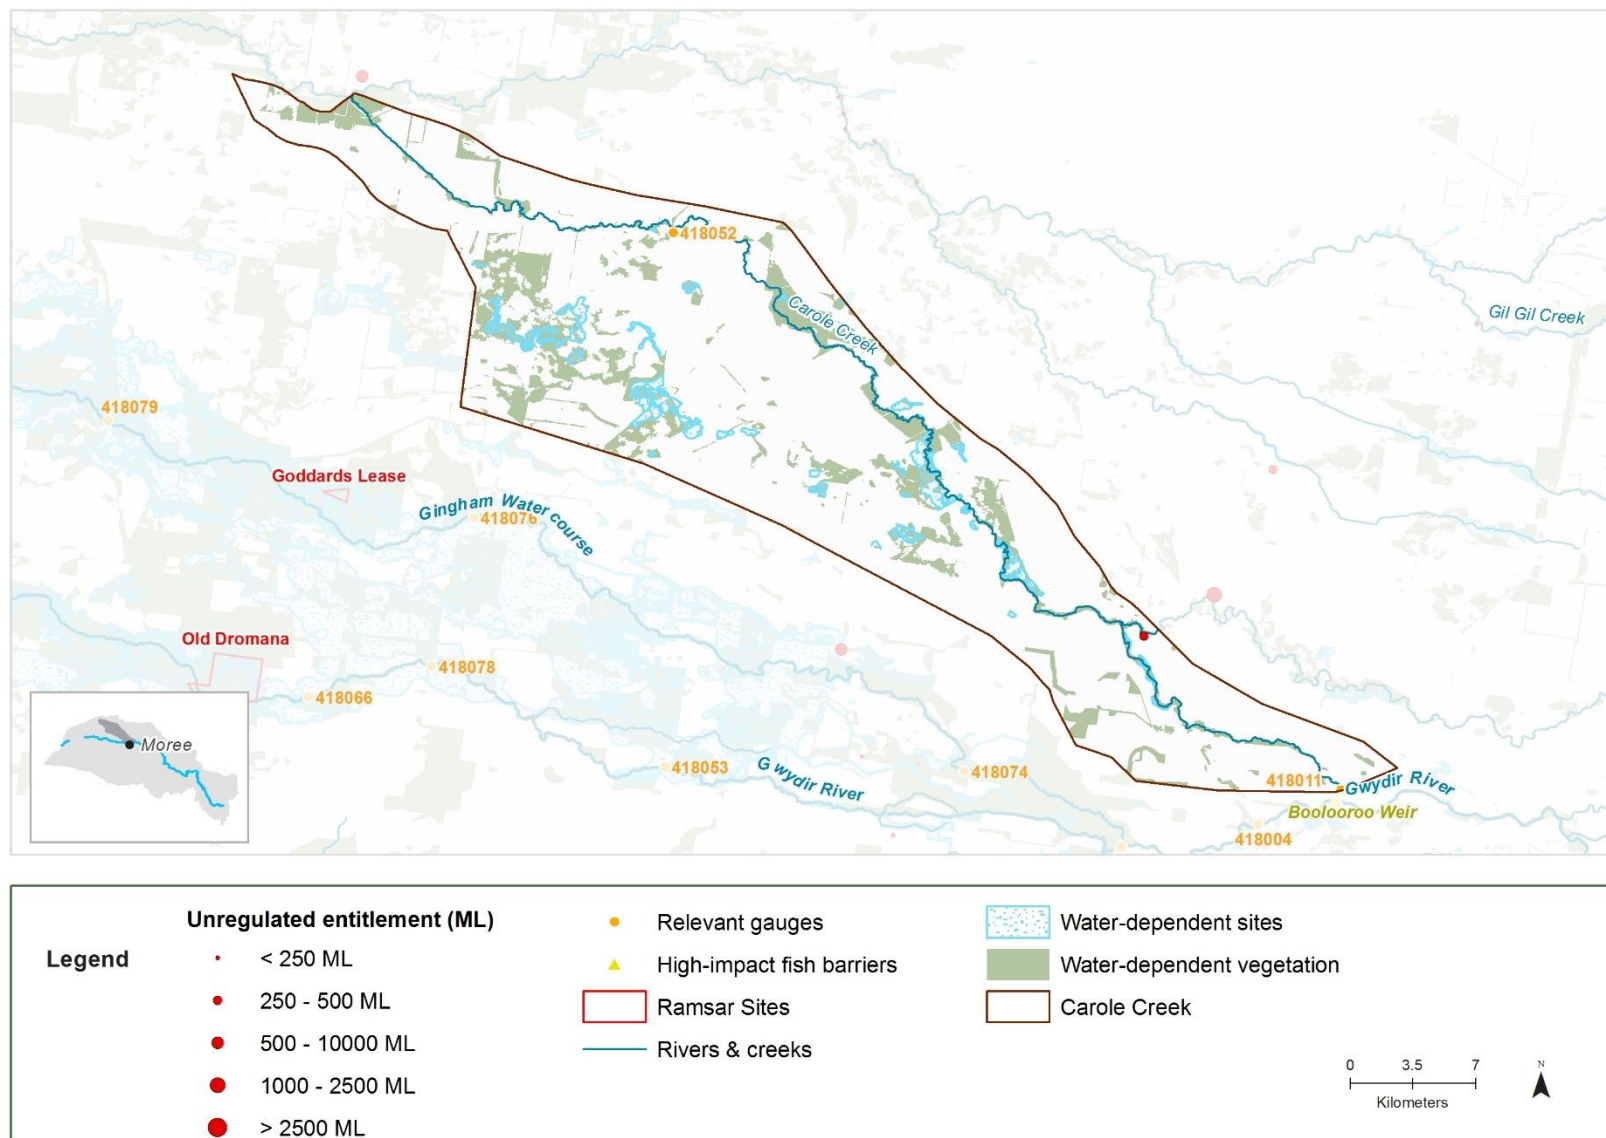 418052
Carole Creek
Gil Gil Creek
418079
Goddards Lease
Gingham Water course
418076
Old Dromana
418078
418066
Moree
418053
Gwydir River
418074
418011
Gwydir River
Boolooroo Weir
418004
Legend
Unregulated entitlement (ML)
< 250 ML
250 - 500 ML
500 - 10000 ML
1000 - 2500 ML
> 2500 ML
Relevant gauges
High-impact fish barriers
Ramsar Sites
Rivers & creeks
Water-dependent sites
Water-dependent vegetation
Carole Creek
0 3.5 7
Kilometers
N